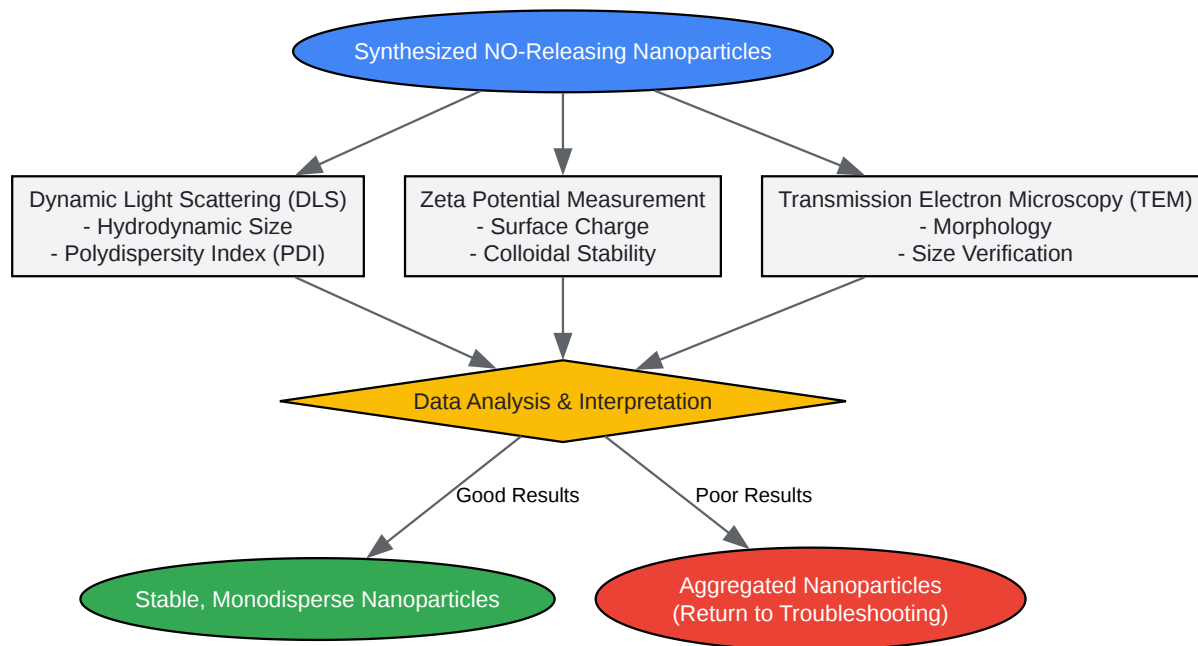 Synthesized NO-Releasing Nanoparticles
Dynamic Light Scattering (DLS)
- Hydrodynamic Size
- Polydispersity Index (PDI)
Zeta Potential Measurement
- Surface Charge
- Colloidal Stability
Transmission Electron Microscopy (TEM)
- Morphology
- Size Verification
Data Analysis & Interpretation
Good Results
Poor Results
Stable, Monodisperse Nanoparticles
Aggregated Nanoparticles
(Return to Troubleshooting)